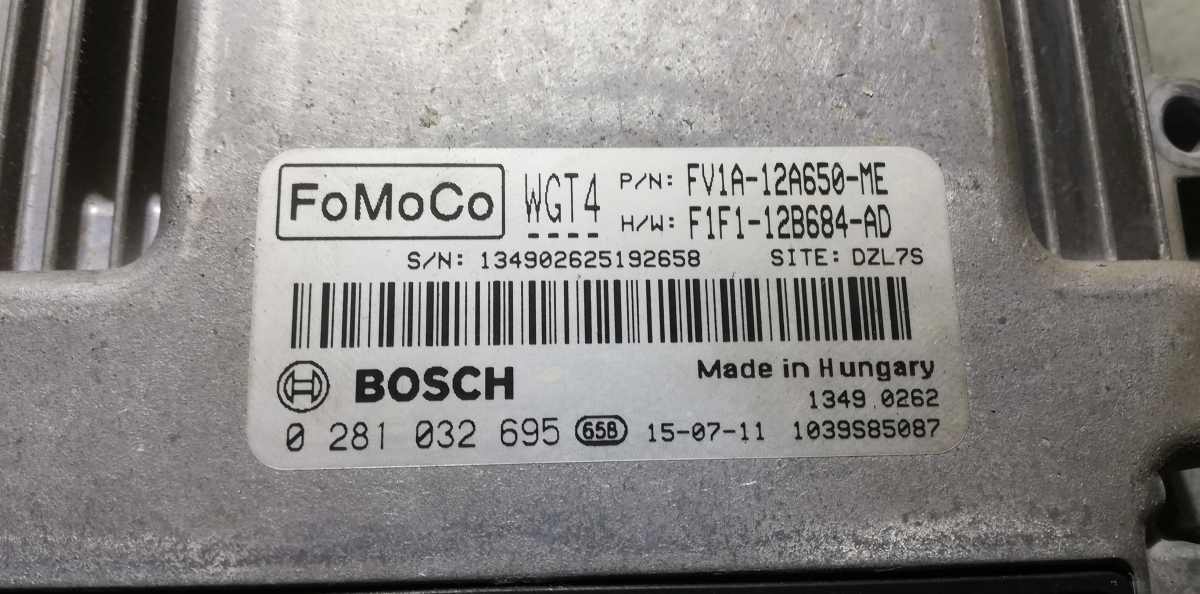 FoMoCo WGT4 P/N: FV1A-12A650-ME
H/W: F1F1-12B684-AD
S/N: 134902625192658 SITE: DZL7S
BOSCH Made in Hungary
1349.0262
0 281 032 695 65B 15-07-11 1039S85087